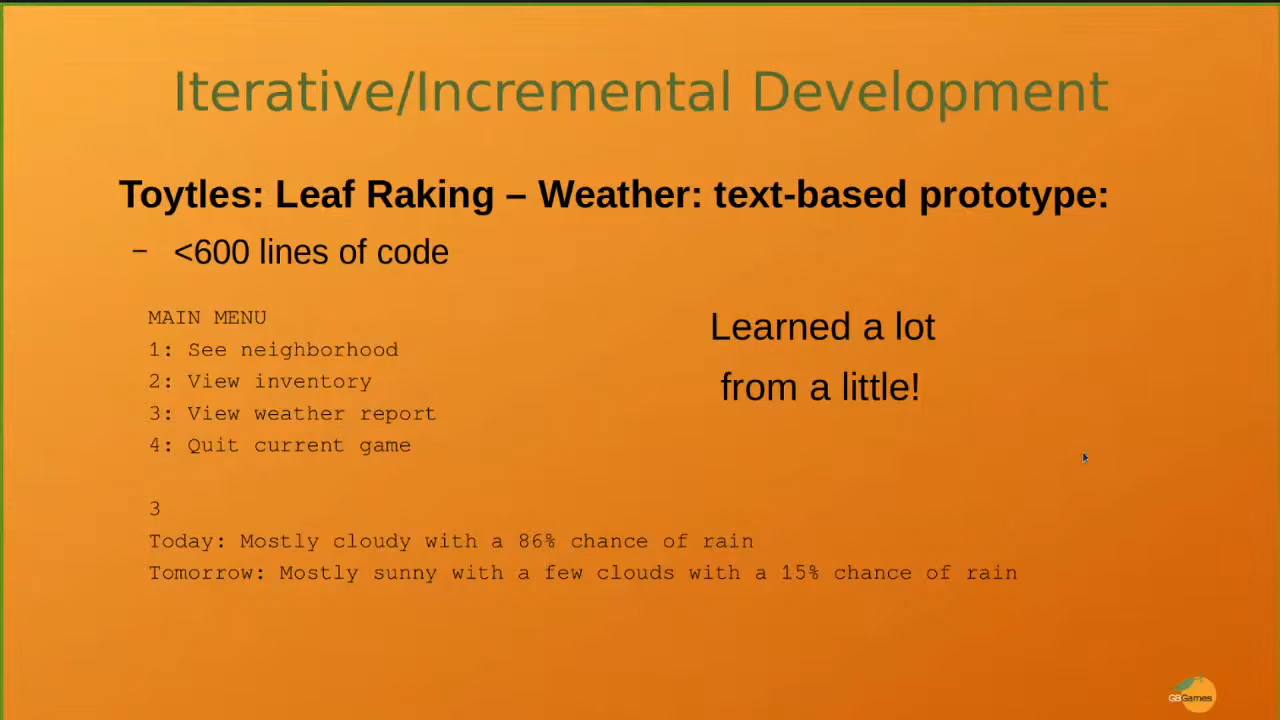 Iterative/Incremental Development
Toytles: Leaf Raking – Weather: text-based prototype:
– <600 lines of code
MAIN MENU
1: See neighborhood
2: View inventory
3: View weather report
4: Quit current game
Learned a lot
from a little!
3
Today: Mostly cloudy with a 86% chance of rain
Tomorrow: Mostly sunny with a few clouds with a 15% chance of rain
GBGames